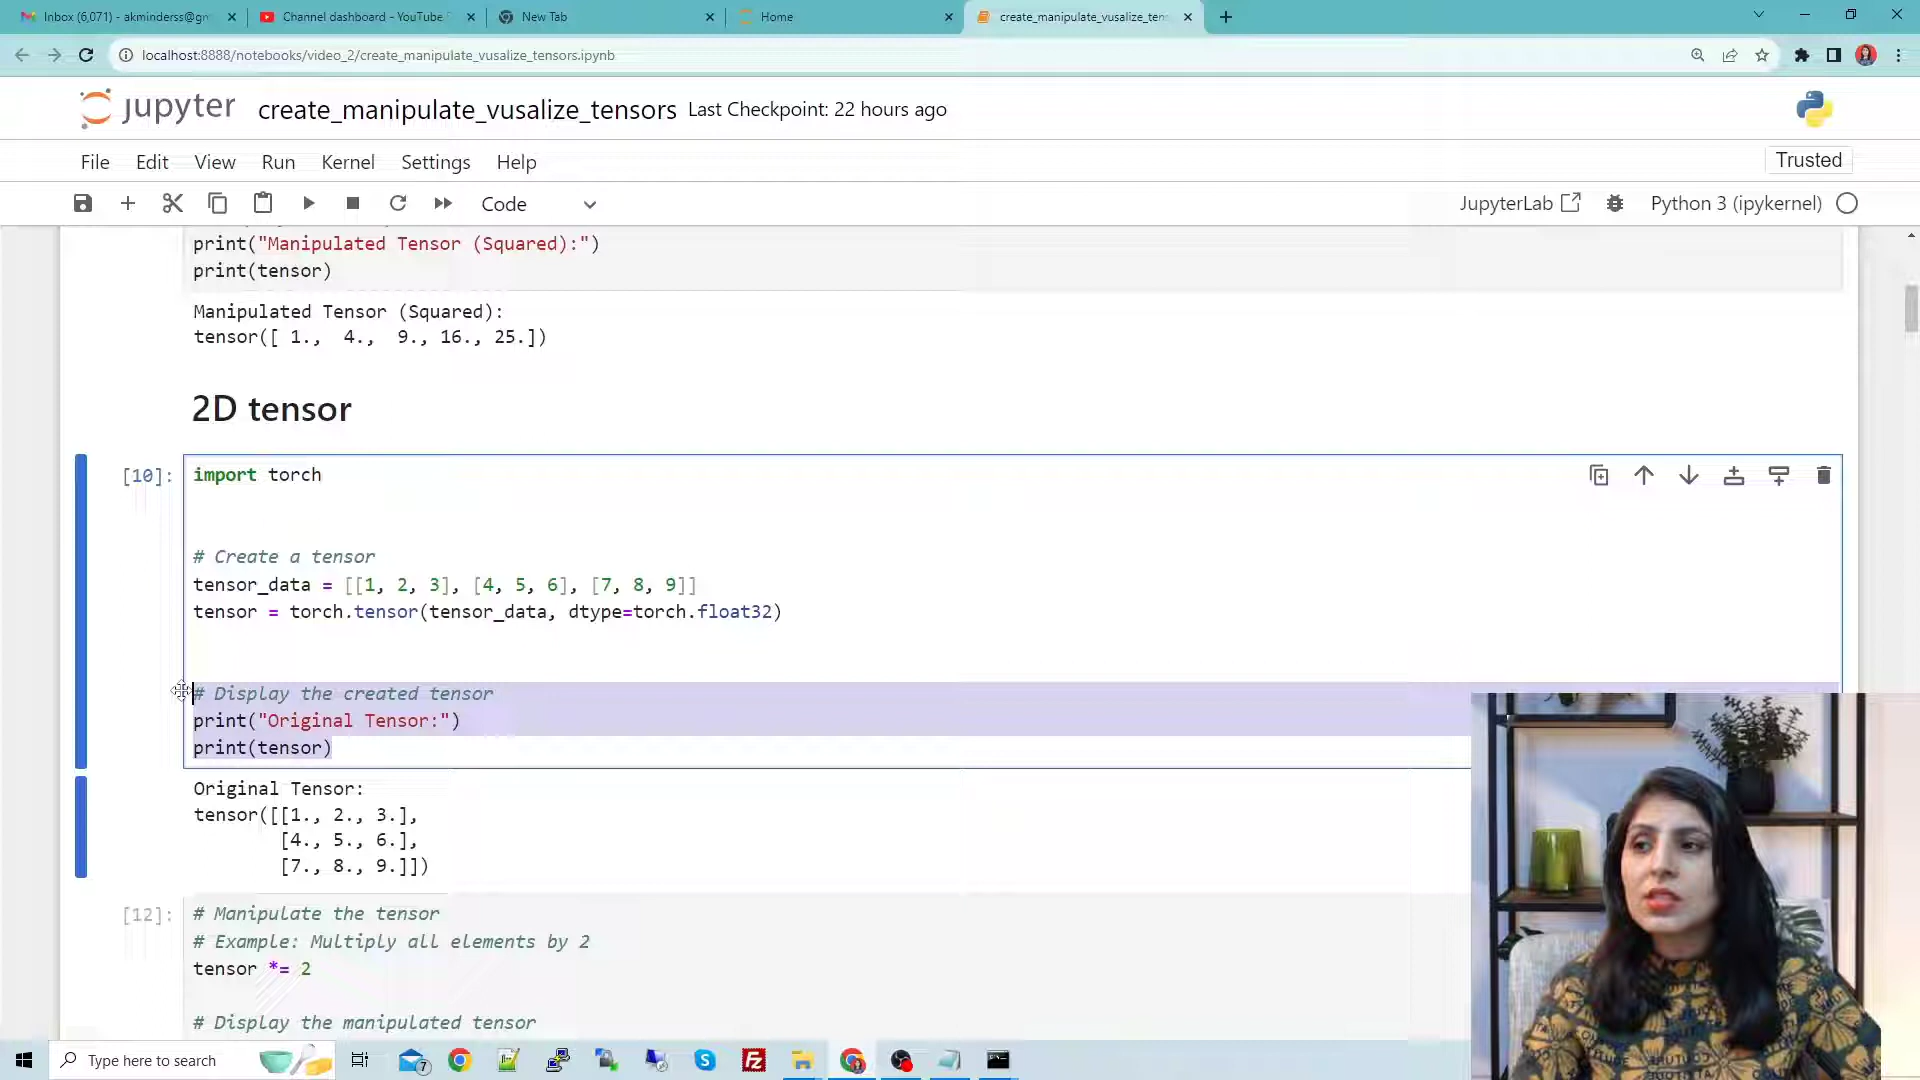 Inbox (6,071) - akminderss@gm
Channel dashboard - YouTube
New Tab
Home
create_manipulate_vusalize_tens
localhost:8888/notebooks/video_2/create_manipulate_vusalize_tensors.ipynb
jupyter create_manipulate_vusalize_tensors Last Checkpoint: 22 hours ago
File Edit View Run Kernel Settings Help Trusted
Code JupyterLab Python 3 (ipykernel)
print("Manipulated Tensor (Squared):")
print(tensor)
Manipulated Tensor (Squared):
tensor([ 1.,  4.,  9., 16., 25.])
2D tensor
[10]: import torch
# Create a tensor
tensor_data = [[1, 2, 3], [4, 5, 6], [7, 8, 9]]
tensor = torch.tensor(tensor_data, dtype=torch.float32)
# Display the created tensor
print("Original Tensor:")
print(tensor)
Original Tensor:
tensor([[1., 2., 3.],
[4., 5., 6.],
[7., 8., 9.]])
[12]: # Manipulate the tensor
# Example: Multiply all elements by 2
tensor *= 2
# Display the manipulated tensor
Type here to search
7